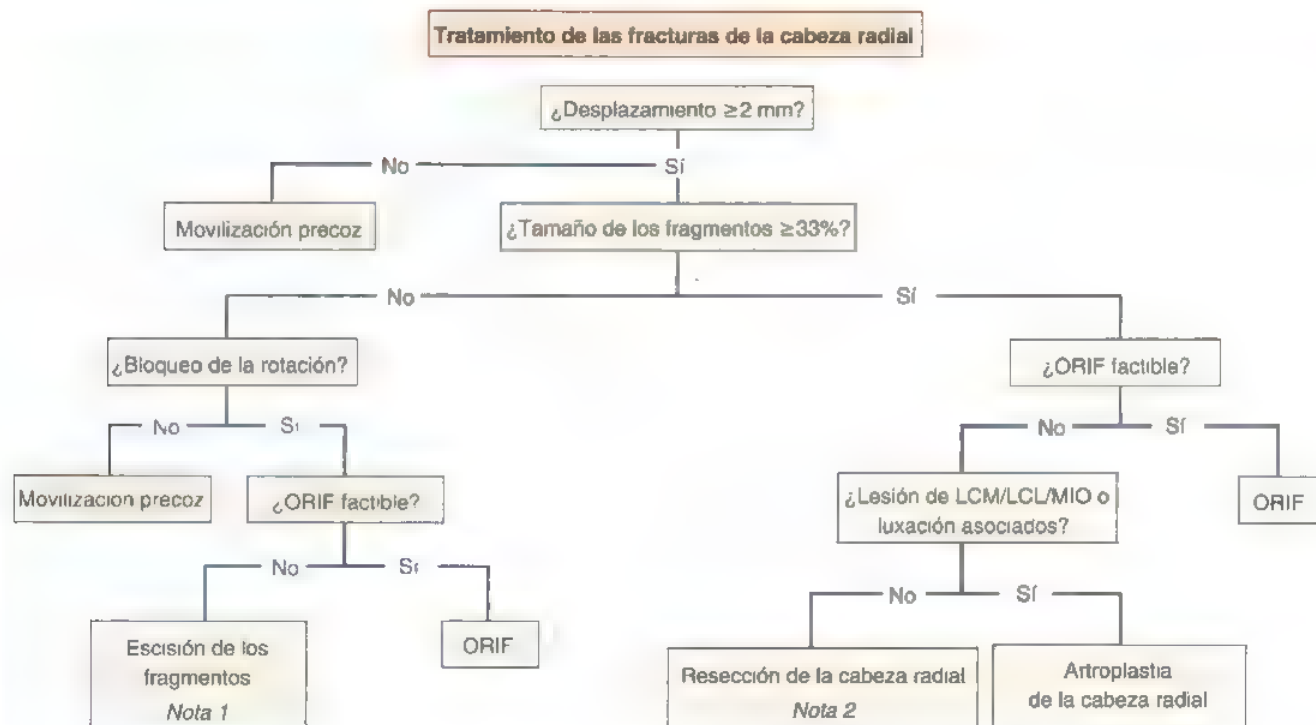 Tratamiento de las fracturas de la cabeza radial
¿Desplazamiento ≥2 mm?
No
Sí
Movilización precoz
¿Tamaño de los fragmentos ≥33%?
No
Sí
¿Bloqueo de la rotación?
¿ORIF factible?
No
Sí
No
Sí
Movilización precoz
¿ORIF factible?
¿Lesión de LCM/LCL/MIO o
luxación asociados?
ORIF
No
Sí
No
Sí
Escisión de los
fragmentos
Nota 1
ORIF
Resección de la cabeza radial
Nota 2
Artroplastia
de la cabeza radial